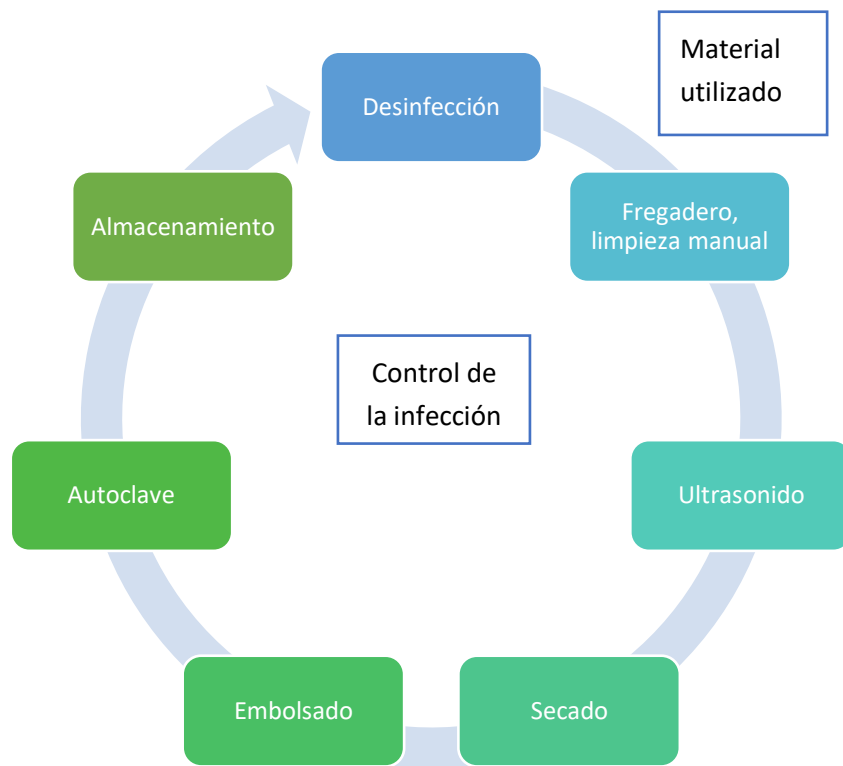 Material
utilizado
Desinfección
Fregadero,
limpieza manual
Ultrasonido
Secado
Embolsado
Autoclave
Almacenamiento
Control de
la infección